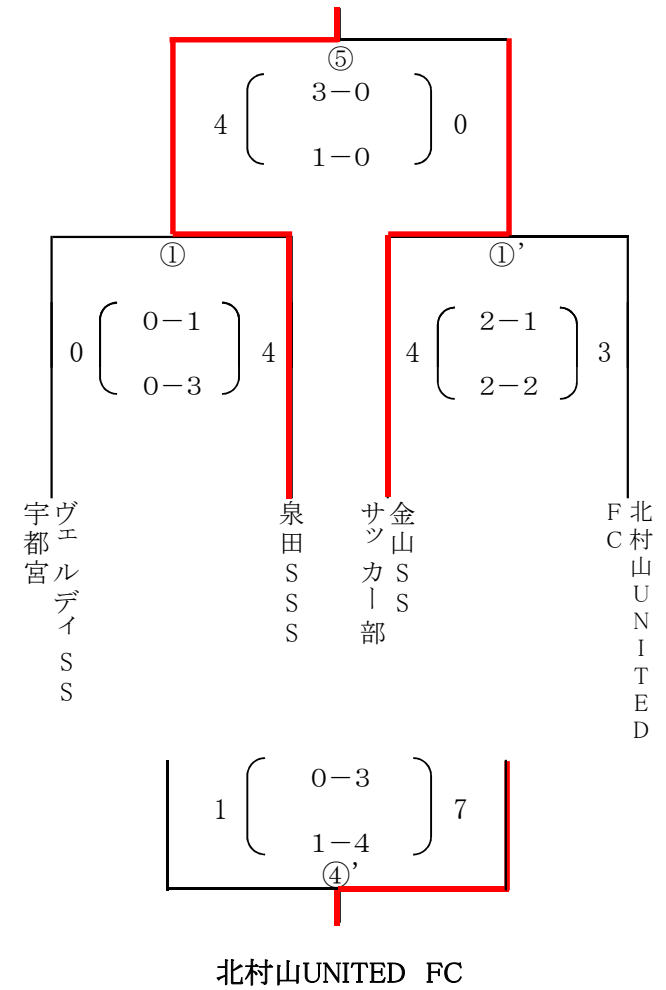 ⑤
3-0
4 0
1-0
① ①’
0-1 2-1
0 4 4 3
0-3 2-2
ヴェルディSS
宇都宮
泉田SSS
金山SS
サッカー部
北村山UNITED
FC
0-3
1 7
1-4
④’
北村山UNITED FC